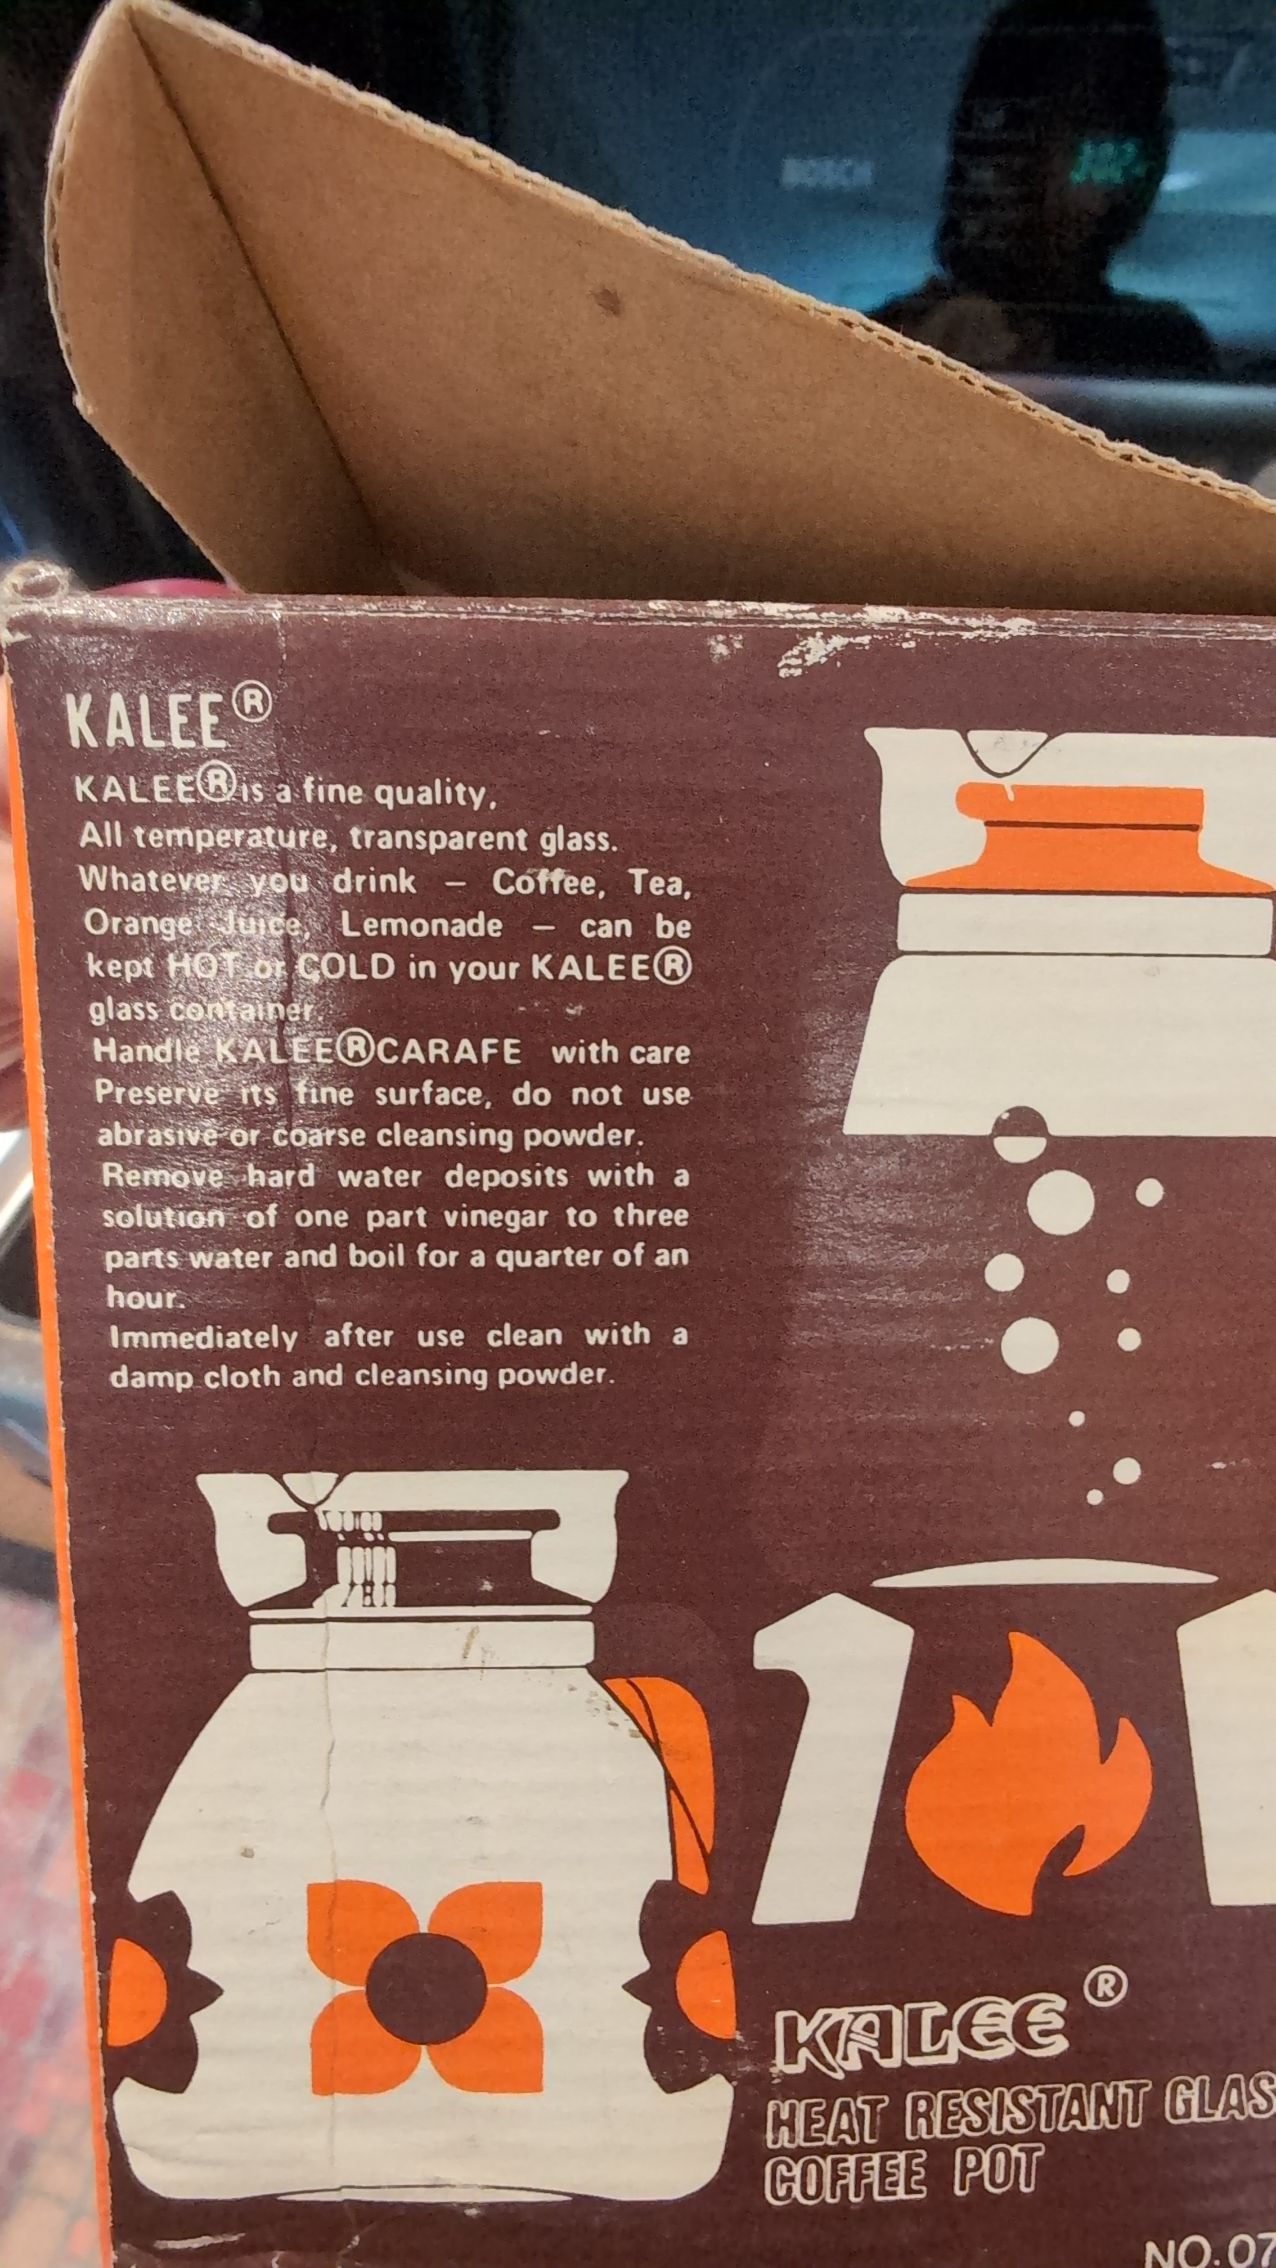 KALEE®
KALEE® is a fine quality,
All temperature, transparent glass.
Whatever you drink – Coffee, Tea,
Orange Juice, Lemonade – can be
kept HOT or COLD in your KALEE®
glass container.
Handle KALEE® CARAFE with care
Preserve its fine surface, do not use
abrasive or coarse cleansing powder.
Remove hard water deposits with a
solution of one part vinegar to three
parts water and boil for a quarter of an
hour.
Immediately after use clean with a
damp cloth and cleansing powder.
1
KALEE®
HEAT RESISTANT GLAS
COFFEE POT
NO. 07